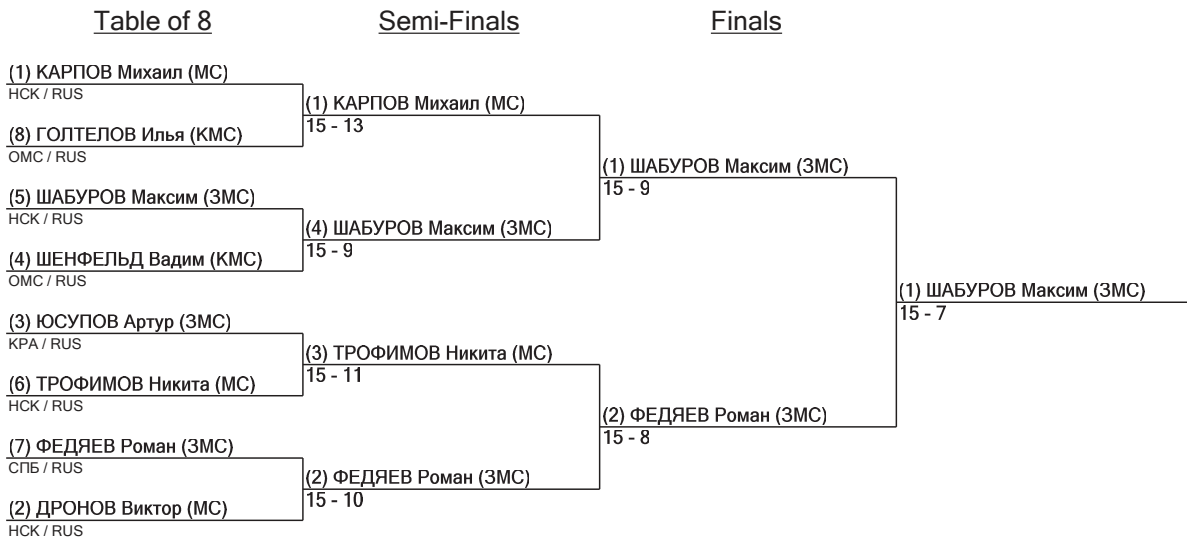 Table of 8
Semi-Finals
Finals
(1) КАРПОВ Михаил (МС)
НСК / RUS
(1) КАРПОВ Михаил (МС)
15 - 13
(8) ГОЛТЕЛОВ Илья (КМС)
ОМС / RUS
(1) ШАБУРОВ Максим (ЗМС)
15 - 9
(5) ШАБУРОВ Максим (ЗМС)
НСК / RUS
(4) ШАБУРОВ Максим (ЗМС)
15 - 9
(4) ШЕНФЕЛЬД Вадим (КМС)
ОМС / RUS
(1) ШАБУРОВ Максим (ЗМС)
15 - 7
(3) ЮСУПОВ Артур (ЗМС)
КРА / RUS
(3) ТРОФИМОВ Никита (МС)
15 - 11
(6) ТРОФИМОВ Никита (МС)
НСК / RUS
(2) ФЕДЯЕВ Роман (ЗМС)
15 - 8
(7) ФЕДЯЕВ Роман (ЗМС)
СПБ / RUS
(2) ФЕДЯЕВ Роман (ЗМС)
15 - 10
(2) ДРОНОВ Виктор (МС)
НСК / RUS